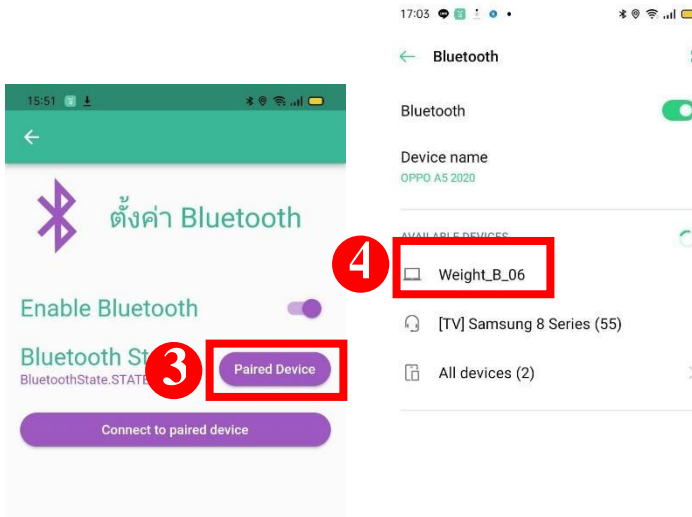 15:51
ตั้งค่า Bluetooth
Enable Bluetooth
Bluetooth St
BluetoothState.STATE
3
Paired Device
Connect to paired device
17:03
Bluetooth
Bluetooth
Device name
OPPO A5 2020
AVAILABLE DEVICES
4
Weight_B_06
[TV] Samsung 8 Series (55)
All devices (2)